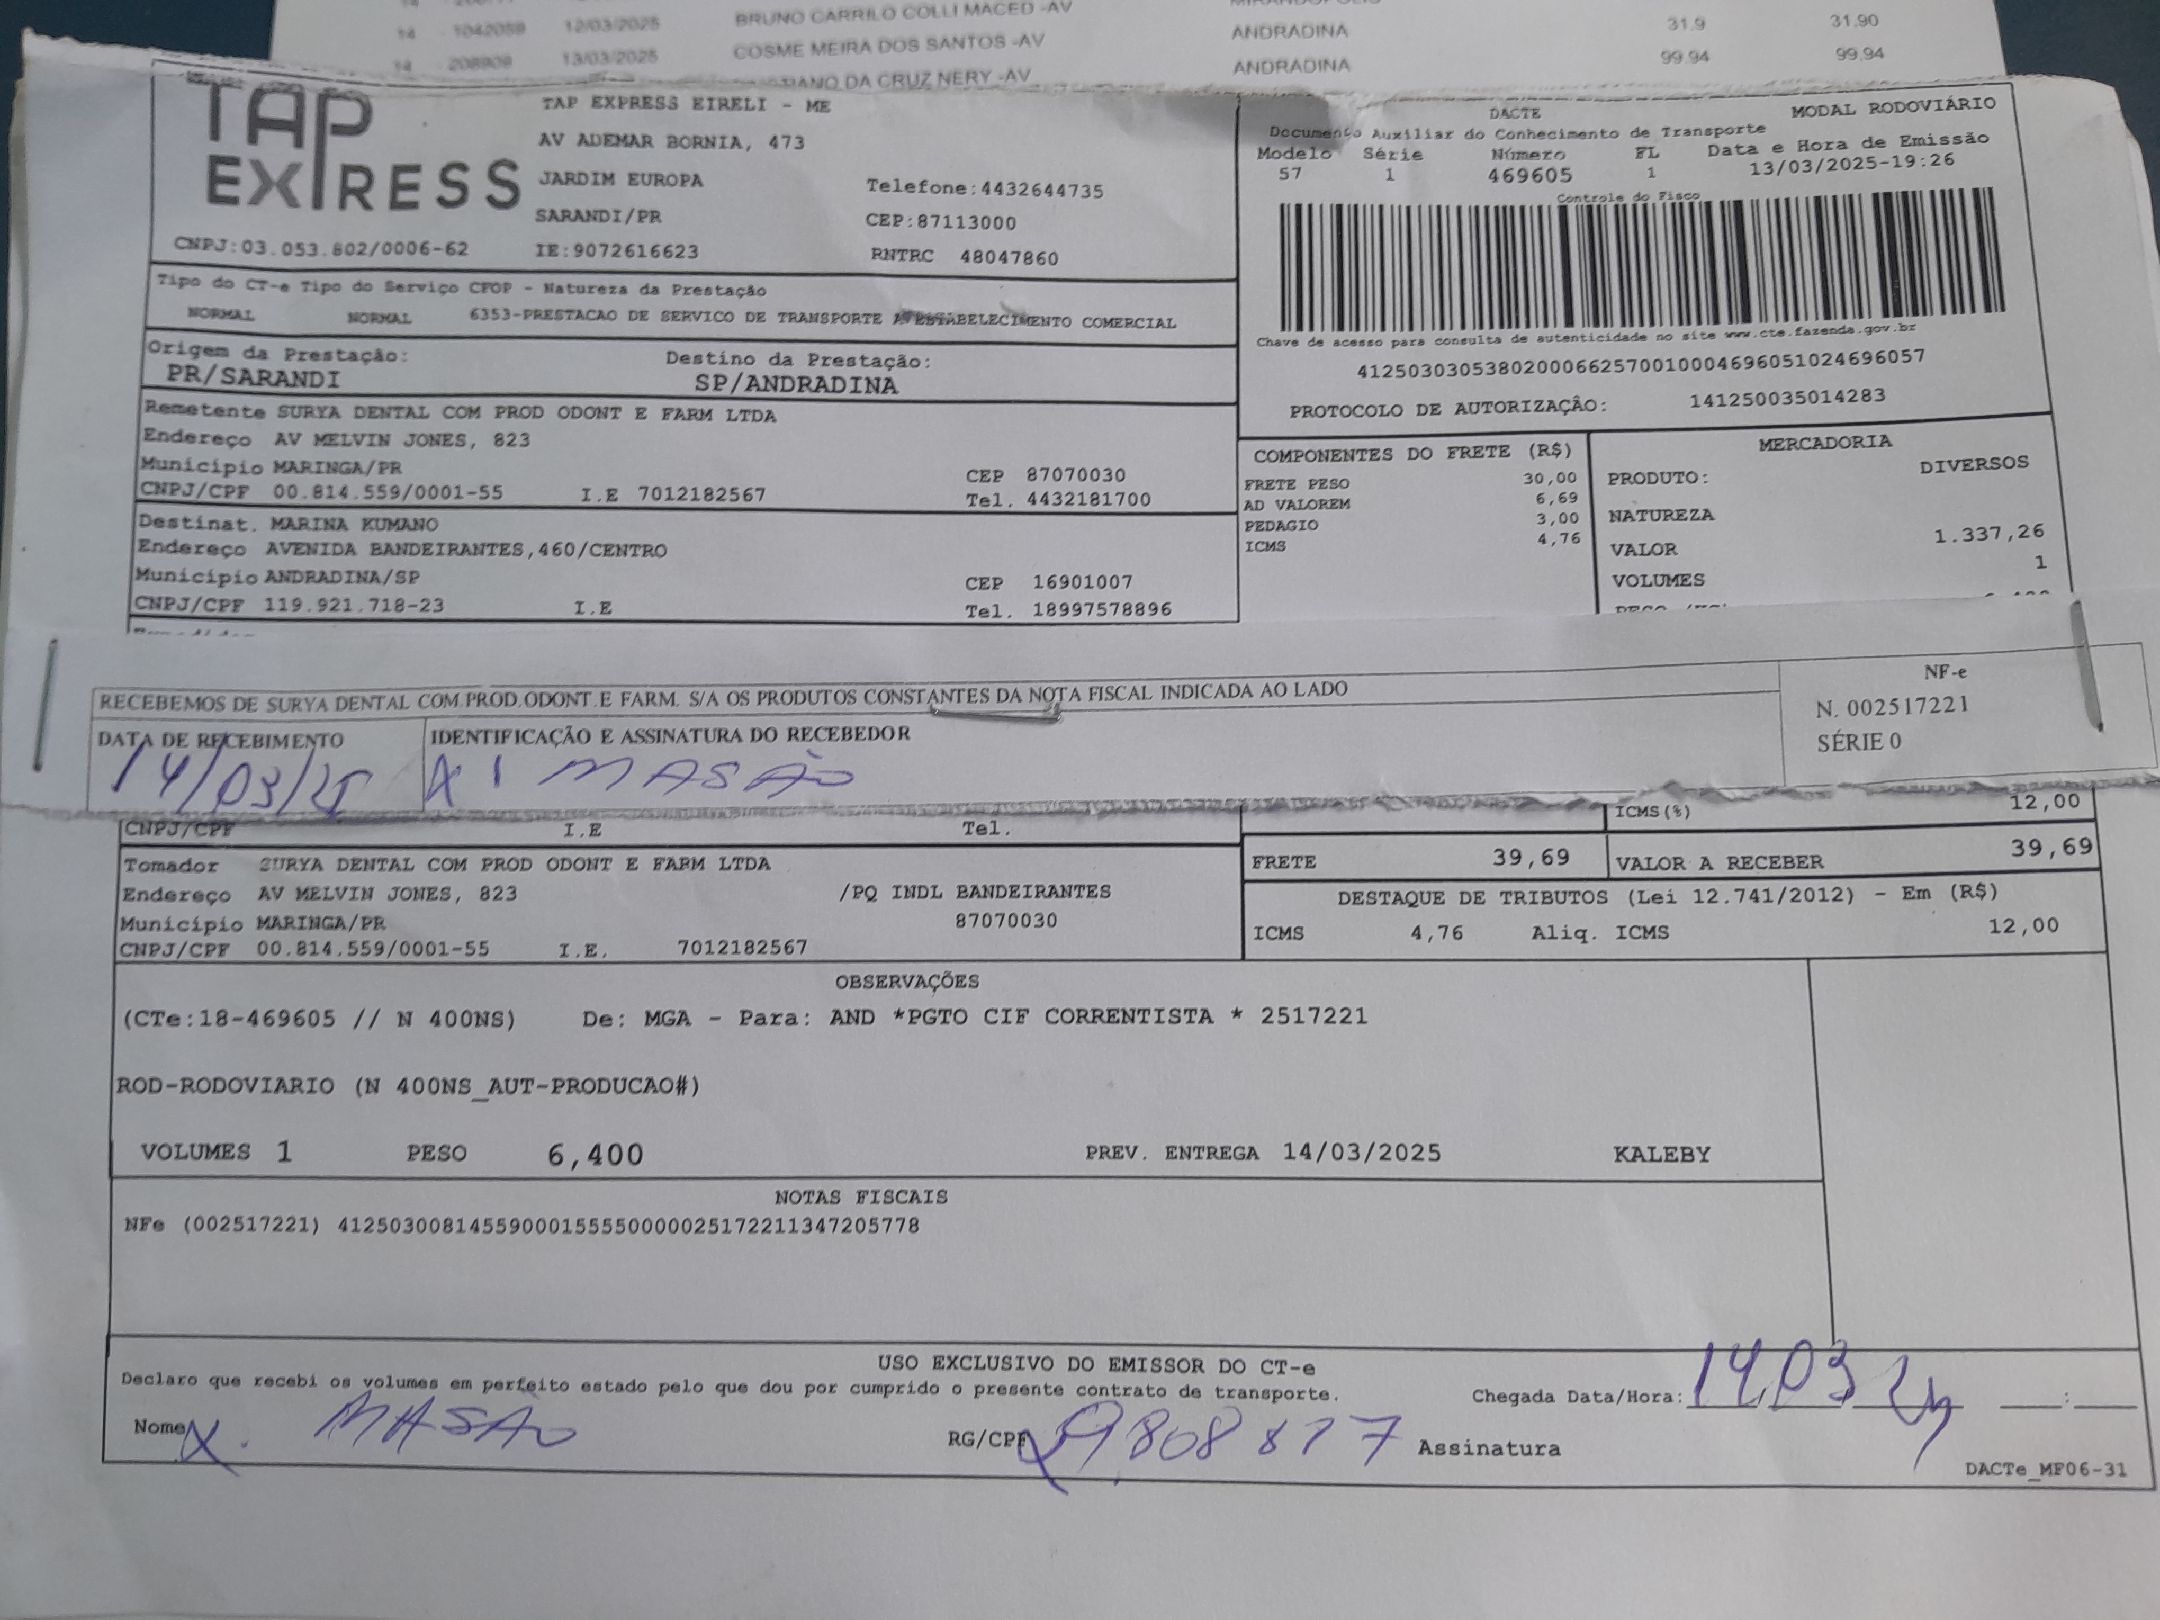 14 1042059 12/03/2025 BRUNO CARRILO COLLI MACED -AV ANDRADINA 31.9 31.90
14 208909 13/03/2025 COSME MEIRA DOS SANTOS -AV ANDRADINA 99.94 99.94
DA CRUZ NERY -AV
TAP EXPRESS
TAP EXPRESS EIRELI - ME
AV ADEMAR BORNIA, 473
JARDIM EUROPA Telefone:4432644735
SARANDI/PR CEP:87113000
CNPJ:03.053.802/0006-62 IE:9072616623 RNTRC 48047860
DACTE MODAL RODOVIÁRIO
Documento Auxiliar do Conhecimento de Transporte
Modelo Série Número FL Data e Hora de Emissão
57 1 469605 1 13/03/2025-19:26
Controle do Fisco
Chave de acesso para consulta de autenticidade no site www.cte.fazenda.gov.br
41250303053802000662570010004696051024696057
PROTOCOLO DE AUTORIZAÇÃO: 141250035014283
Tipo do CT-e Tipo do Serviço CFOP - Natureza da Prestação
NORMAL NORMAL 6353-PRESTACAO DE SERVICO DE TRANSPORTE A ESTABELECIMENTO COMERCIAL
Origem da Prestação: Destino da Prestação:
PR/SARANDI SP/ANDRADINA
Remetente SURYA DENTAL COM PROD ODONT E FARM LTDA
Endereço AV MELVIN JONES, 823
Município MARINGA/PR CEP 87070030
CNPJ/CPF 00.814.559/0001-55 I.E 7012182567 Tel. 4432181700
Destinat. MARINA KUMANO
Endereço AVENIDA BANDEIRANTES,460/CENTRO
Município ANDRADINA/SP CEP 16901007
CNPJ/CPF 119.921.718-23 I.E Tel. 18997578896
COMPONENTES DO FRETE (R$)
FRETE PESO 30,00
AD VALOREM 6,69
PEDAGIO 3,00
ICMS 4,76
MERCADORIA
PRODUTO: DIVERSOS
NATUREZA
VALOR 1.337,26
VOLUMES 1
RECEBEMOS DE SURYA DENTAL COM.PROD.ODONT.E FARM. S/A OS PRODUTOS CONSTANTES DA NOTA FISCAL INDICADA AO LADO
NF-e
N. 002517221
SÉRIE 0
DATA DE RECEBIMENTO IDENTIFICAÇÃO E ASSINATURA DO RECEBEDOR
14/03/25 X MASAO
CNPJ/CPF I.E Tel.
ICMS(%) 12,00
Tomador SURYA DENTAL COM PROD ODONT E FARM LTDA
Endereço AV MELVIN JONES, 823 /PQ INDL BANDEIRANTES
Município MARINGA/PR 87070030
CNPJ/CPF 00.814.559/0001-55 I.E. 7012182567
FRETE 39,69 VALOR A RECEBER 39,69
DESTAQUE DE TRIBUTOS (Lei 12.741/2012) - Em (R$)
ICMS 4,76 Aliq. ICMS 12,00
OBSERVAÇÕES
(CTe:18-469605 // N 400NS) De: MGA - Para: AND *PGTO CIF CORRENTISTA * 2517221
ROD-RODOVIARIO (N 400NS_AUT-PRODUCAO#)
VOLUMES 1 PESO 6,400 PREV. ENTREGA 14/03/2025 KALEBY
NOTAS FISCAIS
NFe (002517221) 41250300814559000155550000025172211347205778
USO EXCLUSIVO DO EMISSOR DO CT-e
Declaro que recebi os volumes em perfeito estado pelo que dou por cumprido o presente contrato de transporte.
Chegada Data/Hora: 14 03 ____:____
Nome X. MASAO RG/CPF Assinatura
DACTe_MF06-31